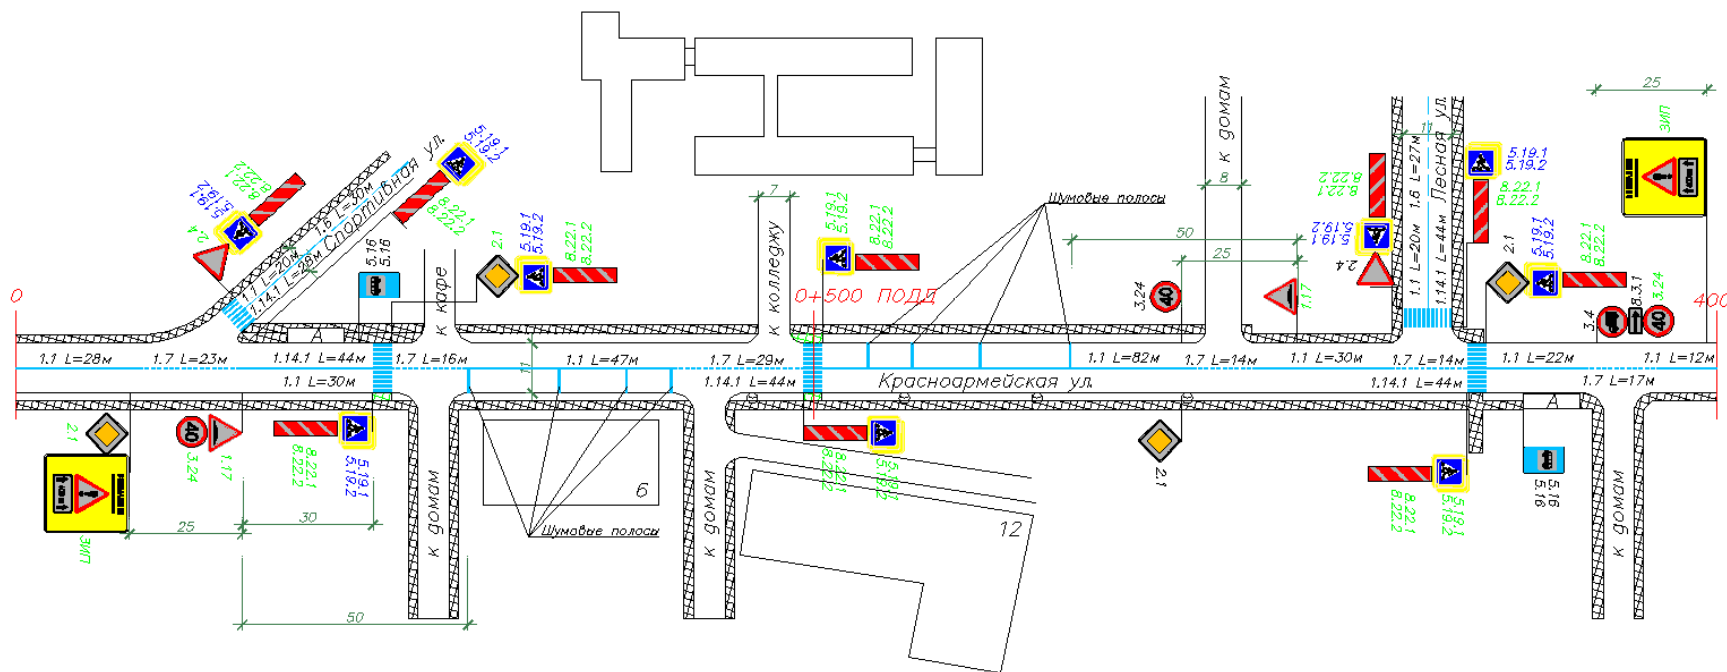 25
ЗИП
к домам
8
11
1.6 L=27м
Лесная ул.
1.1 L=20м
1.14.1 L=44м
8.22.1
8.22.2
5.19.1
5.19.2
2.4
5.19.1
5.19.2
8.22.1
8.22.2
2.1
5.19.1
5.19.2
8.22.1
8.22.2
3.4
8.3.1
40
3.24
400
5.19.1
5.19.2
Спортивная ул.
1.6 L=30м
1.1 L=20м
1.14.1 L=28м
8.22.1
8.22.2
8.22.1
8.22.2
5.19.1
5.19.2
2.4
5.16
5.16
2.1
5.19.1
5.19.2
8.22.1
8.22.2
к кафе
7
к колледжу
5.19.1
5.19.2
8.22.1
8.22.2
Шумовые полосы
50
25
3.24
40
1.17
0
0+500 ПОДД
А
1.1 L=28м
1.7 L=23м
1.14.1 L=44м
1.7 L=16м
1.1 L=47м
1.7 L=29м
1.1 L=82м
1.7 L=14м
1.1 L=30м
1.7 L=14м
1.1 L=22м
1.1 L=12м
1.1 L=30м
11
1.14.1 L=44м
Красноармейская ул.
1.14.1 L=44м
1.7 L=17м
А
2.1
40
3.24
1.17
8.22.1
8.22.2
5.19.1
5.19.2
8.22.1
8.22.2
5.19.1
5.19.2
2.1
8.22.1
8.22.2
5.19.1
5.19.2
5.16
5.16
ЗИП
25
30
50
к домам
6
Шумовые полосы
к домам
12
к домам